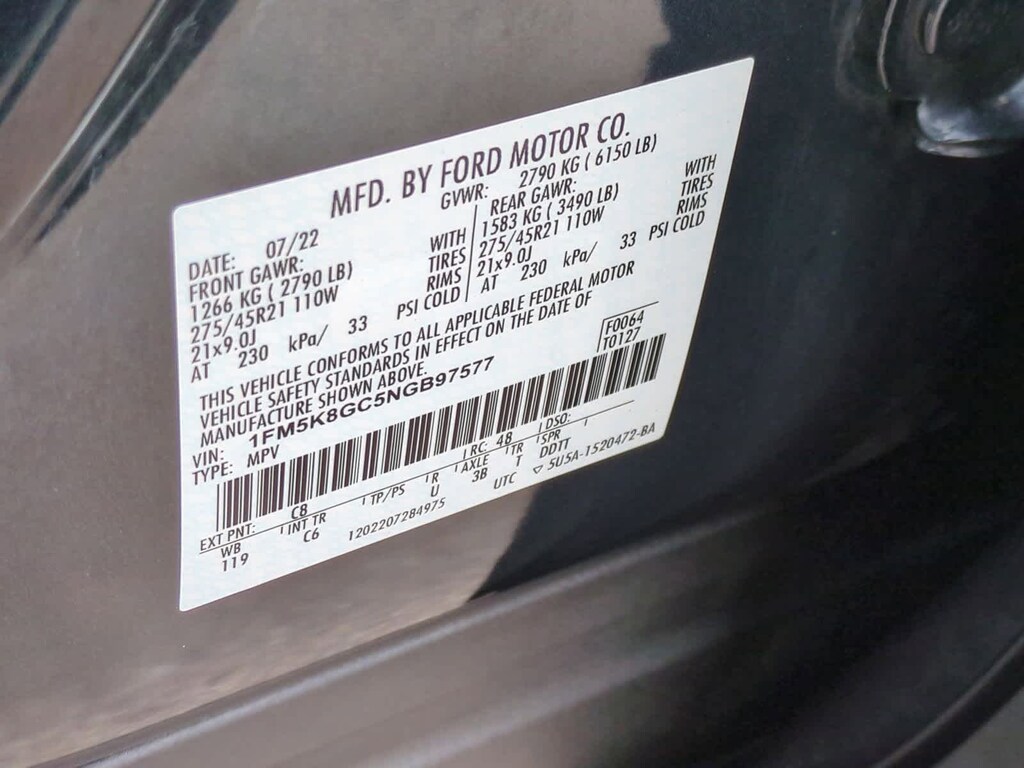 MFD. BY FORD MOTOR CO.
DATE: 07/22 GVWR: 2790 KG ( 6150 LB)
FRONT GAWR: WITH REAR GAWR: WITH
1266 KG ( 2790 LB) TIRES 1583 KG ( 3490 LB) TIRES
275/45R21 110W RIMS 275/45R21 110W RIMS
21x9.0J PSI COLD 21x9.0J PSI COLD
AT 230 kPa/ 33 AT 230 kPa/ 33
THIS VEHICLE CONFORMS TO ALL APPLICABLE FEDERAL MOTOR
VEHICLE SAFETY STANDARDS IN EFFECT ON THE DATE OF
MANUFACTURE SHOWN ABOVE.
F0064
T0127
VIN: 1FM5K8GC5NGB97577
TYPE: MPV
EXT PNT: C8 RC: 48 DSO:
WB INT TR TP/PS R AXLE TR SPR
119 C6 U 3B T DDTT
1202207284975 UTC ▽ 5U5A-1520472-BA